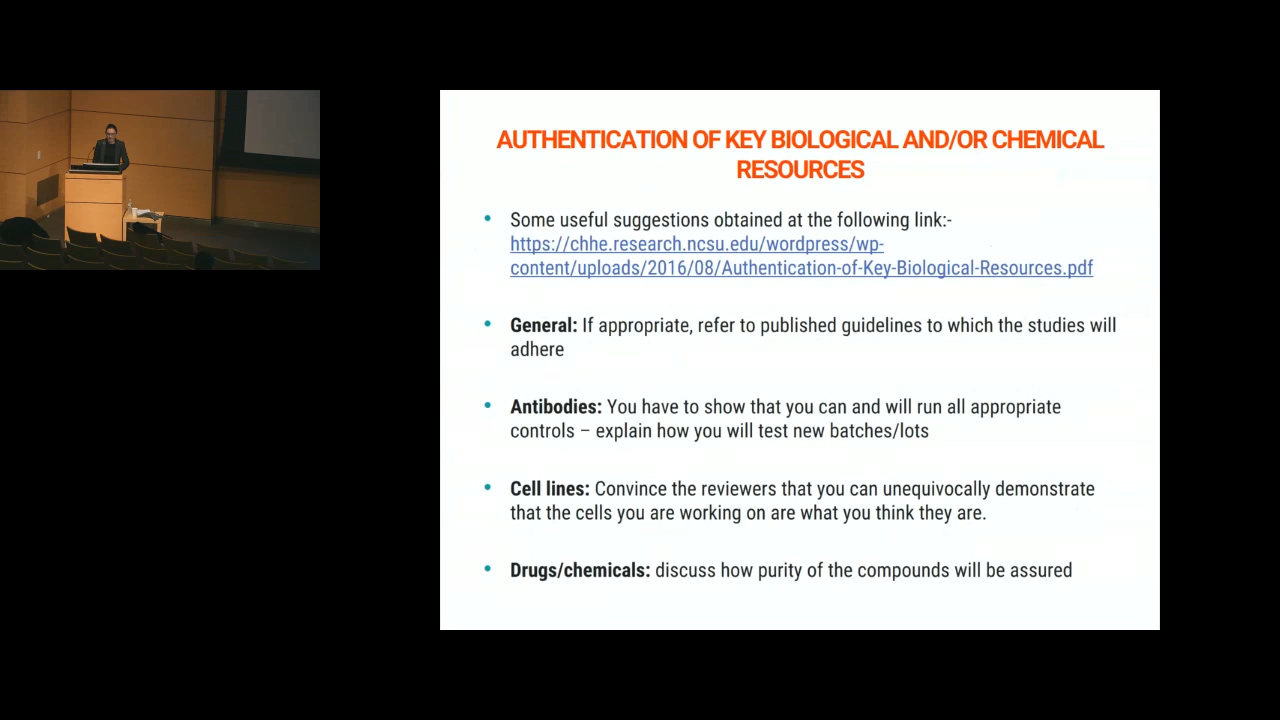 AUTHENTICATION OF KEY BIOLOGICAL AND/OR CHEMICAL
RESOURCES
• Some useful suggestions obtained at the following link:-
https://chhe.research.ncsu.edu/wordpress/wp-
content/uploads/2016/08/Authentication-of-Key-Biological-Resources.pdf
• General: If appropriate, refer to published guidelines to which the studies will
adhere
• Antibodies: You have to show that you can and will run all appropriate
controls – explain how you will test new batches/lots
• Cell lines: Convince the reviewers that you can unequivocally demonstrate
that the cells you are working on are what you think they are.
• Drugs/chemicals: discuss how purity of the compounds will be assured